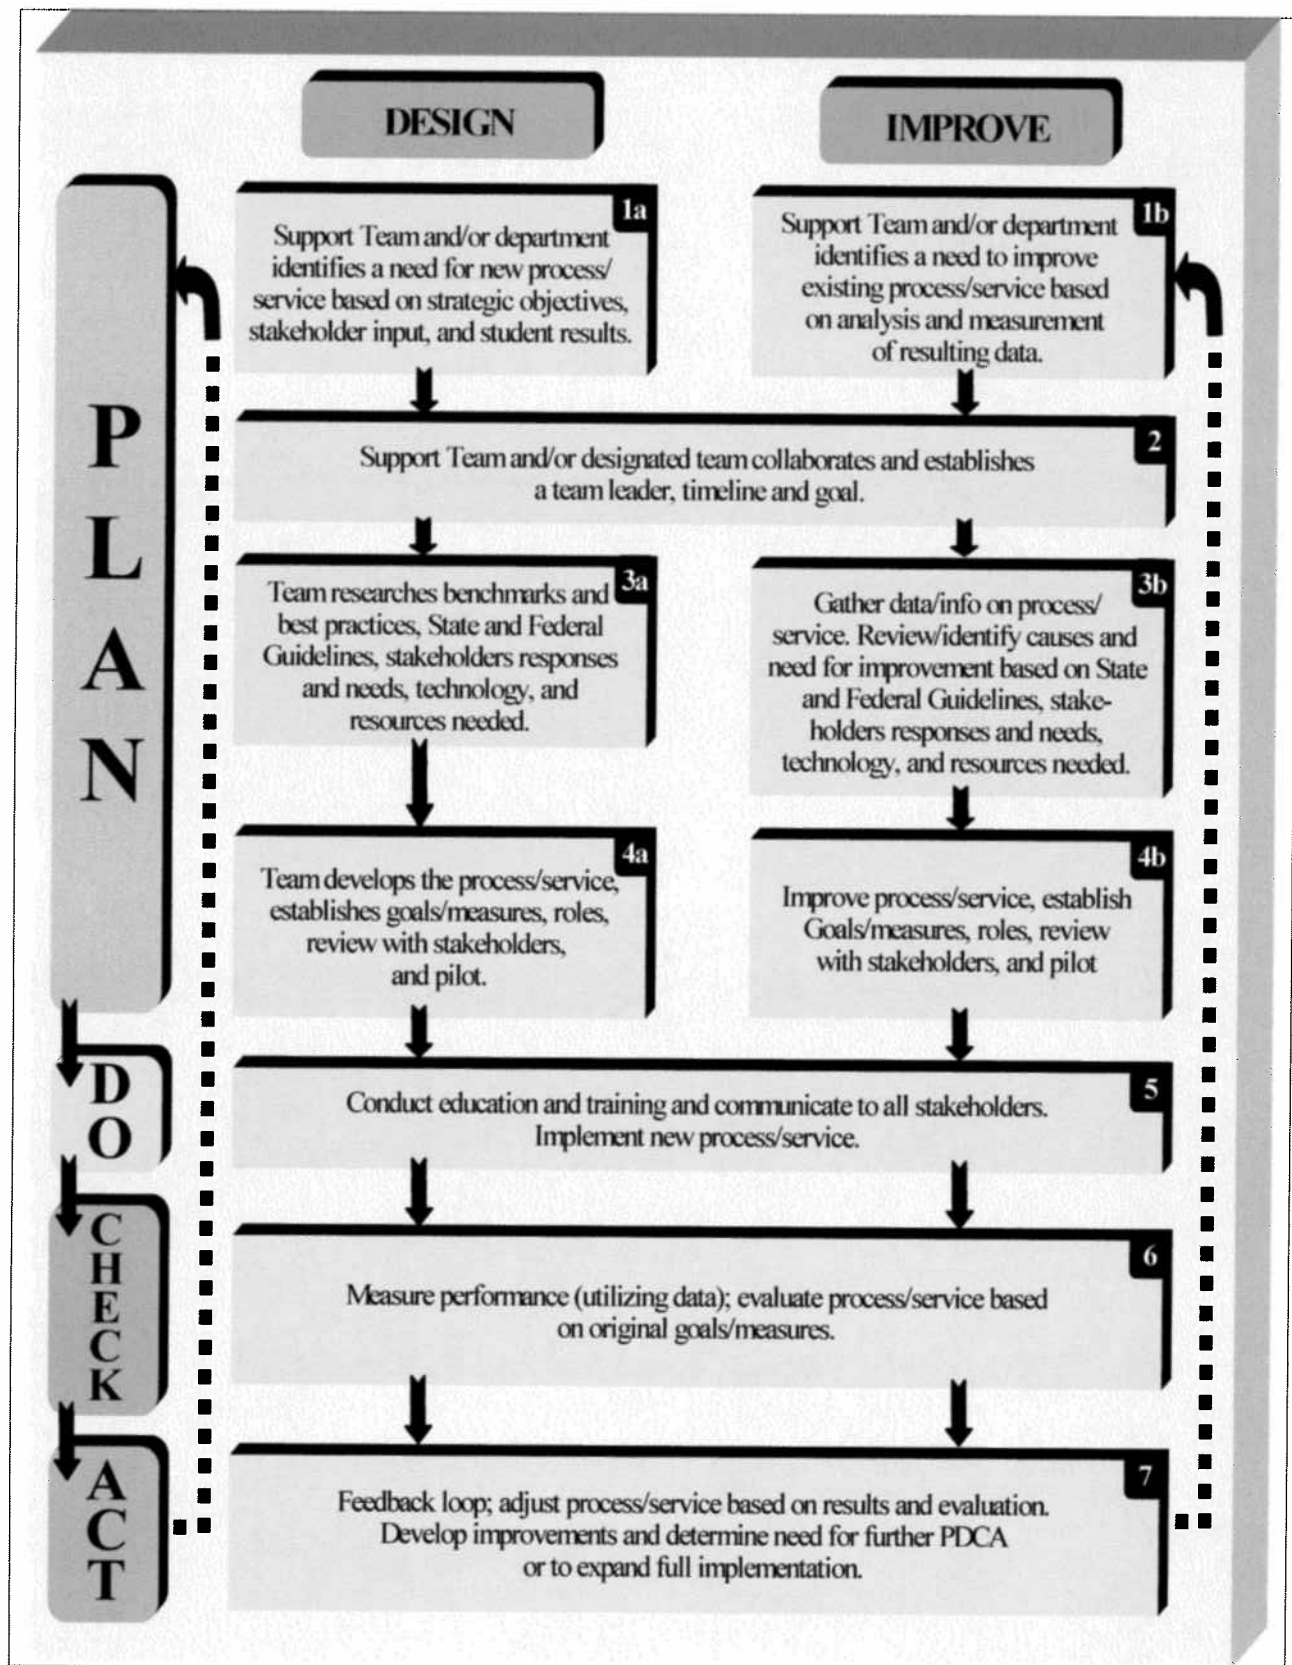 DESIGN
IMPROVE
PLAN
1a
Support Team and/or department
identifies a need for new process/
service based on strategic objectives,
stakeholder input, and student results.
1b
Support Team and/or department
identifies a need to improve
existing process/service based
on analysis and measurement
of resulting data.
2
Support Team and/or designated team collaborates and establishes
a team leader, timeline and goal.
3a
Team researches benchmarks and
best practices, State and Federal
Guidelines, stakeholders responses
and needs, technology, and
resources needed.
3b
Gather data/info on process/
service. Review/identify causes and
need for improvement based on State
and Federal Guidelines, stake-
holders responses and needs,
technology, and resources needed.
4a
Team develops the process/service,
establishes goals/measures, roles,
review with stakeholders,
and pilot.
4b
Improve process/service, establish
Goals/measures, roles, review
with stakeholders, and pilot
DO
5
Conduct education and training and communicate to all stakeholders.
Implement new process/service.
CHECK
6
Measure performance (utilizing data); evaluate process/service based
on original goals/measures.
ACT
7
Feedback loop; adjust process/service based on results and evaluation.
Develop improvements and determine need for further PDCA
or to expand full implementation.